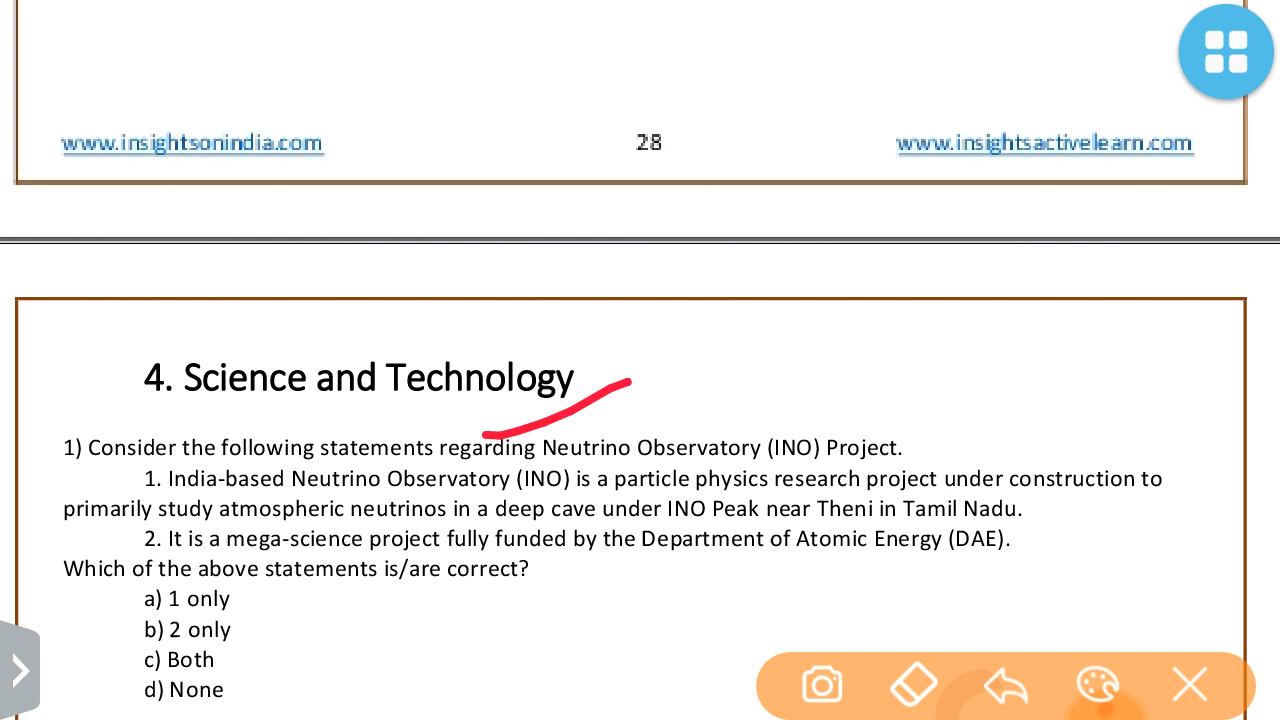 www.insightsonindia.com 28 www.insightsactivelearn.com
4. Science and Technology
1) Consider the following statements regarding Neutrino Observatory (INO) Project.
1. India-based Neutrino Observatory (INO) is a particle physics research project under construction to
primarily study atmospheric neutrinos in a deep cave under INO Peak near Theni in Tamil Nadu.
2. It is a mega-science project fully funded by the Department of Atomic Energy (DAE).
Which of the above statements is/are correct?
a) 1 only
b) 2 only
c) Both
d) None